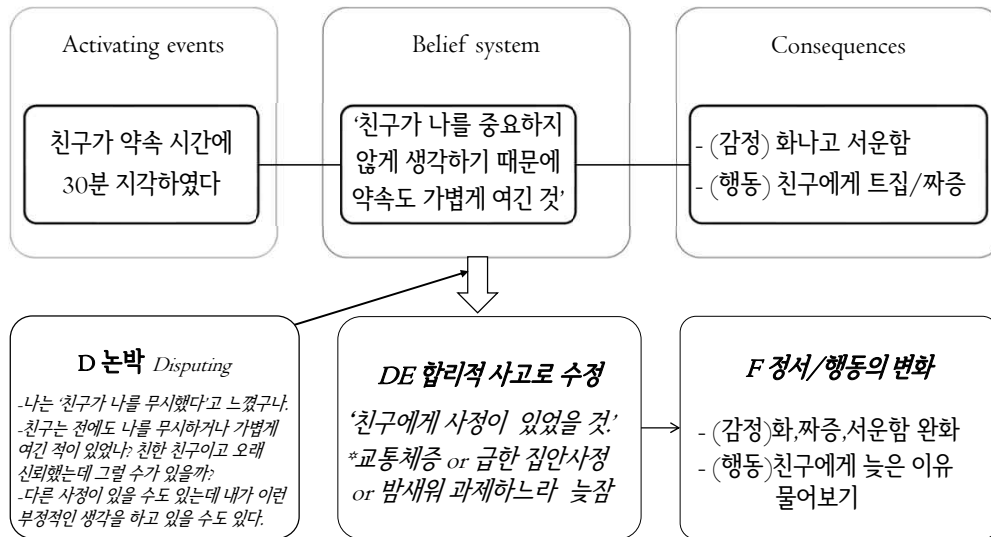 Activating events
친구가 약속 시간에
30분 지각하였다
Belief system
‘친구가 나를 중요하지
않게 생각하기 때문에
약속도 가볍게 여긴 것’
Consequences
- (감정) 화나고 서운함
- (행동) 친구에게 트집/짜증
D 논박 Disputing
-나는 ‘친구가 나를 무시했다’고 느꼈구나.
-친구는 전에도 나를 무시하거나 가볍게
여긴 적이 있었나? 친한 친구이고 오래
신뢰했는데 그럴 수가 있을까?
-다른 사정이 있을 수도 있는데 내가 이런
부정적인 생각을 하고 있을 수도 있다.
DE 합리적 사고로 수정
‘친구에게 사정이 있었을 것.’
*교통체증 or 급한 집안사정
or 밤새워 과제하느라 늦잠
F 정서/행동의 변화
- (감정)화,짜증,서운함 완화
- (행동)친구에게 늦은 이유
물어보기